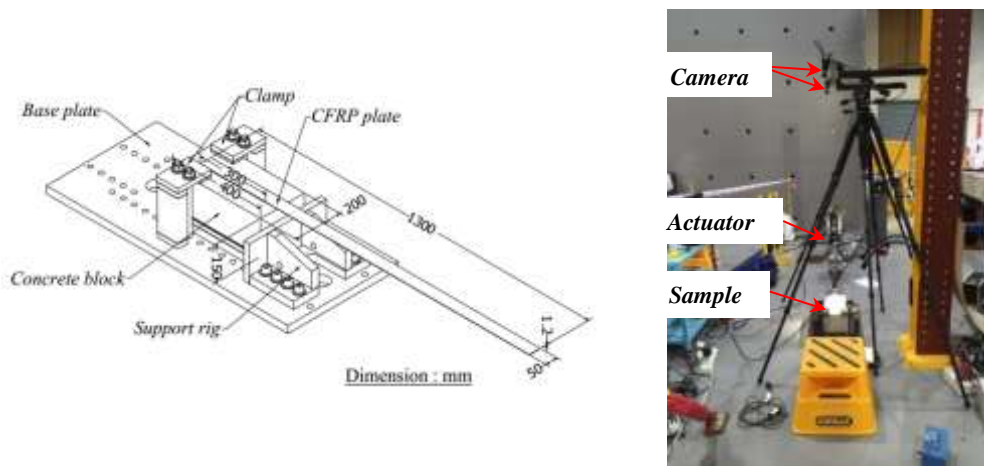 Clamp
CFRP plate
Base plate
300
400
200
1300
150
Concrete block
Support rig
1.2
50
Dimension : mm
Camera
Actuator
Sample